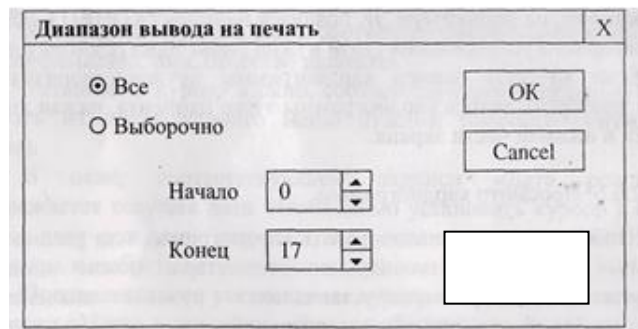 Диапазон вывода на печать X
Все
OK
Выборочно
Cancel
Начало 0
Конец 17